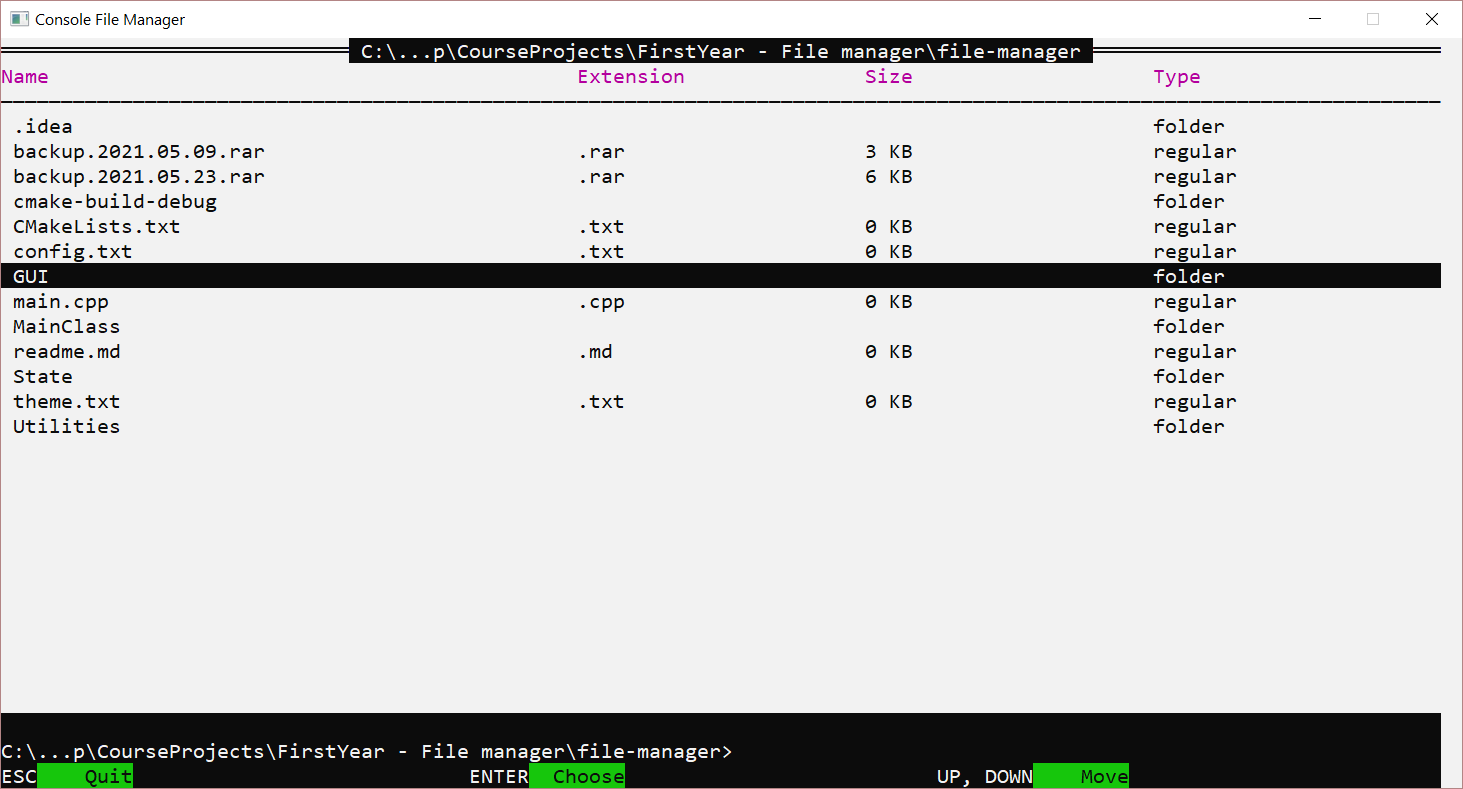 Console File Manager
C:\...p\CourseProjects\FirstYear - File manager\file-manager
Name Extension Size Type
.idea folder
backup.2021.05.09.rar .rar 3 KB regular
backup.2021.05.23.rar .rar 6 KB regular
cmake-build-debug folder
CMakeLists.txt .txt 0 KB regular
config.txt .txt 0 KB regular
GUI folder
main.cpp .cpp 0 KB regular
MainClass folder
readme.md .md 0 KB regular
State folder
theme.txt .txt 0 KB regular
Utilities folder
C:\...p\CourseProjects\FirstYear - File manager\file-manager>
ESC Quit ENTER Choose UP, DOWN Move